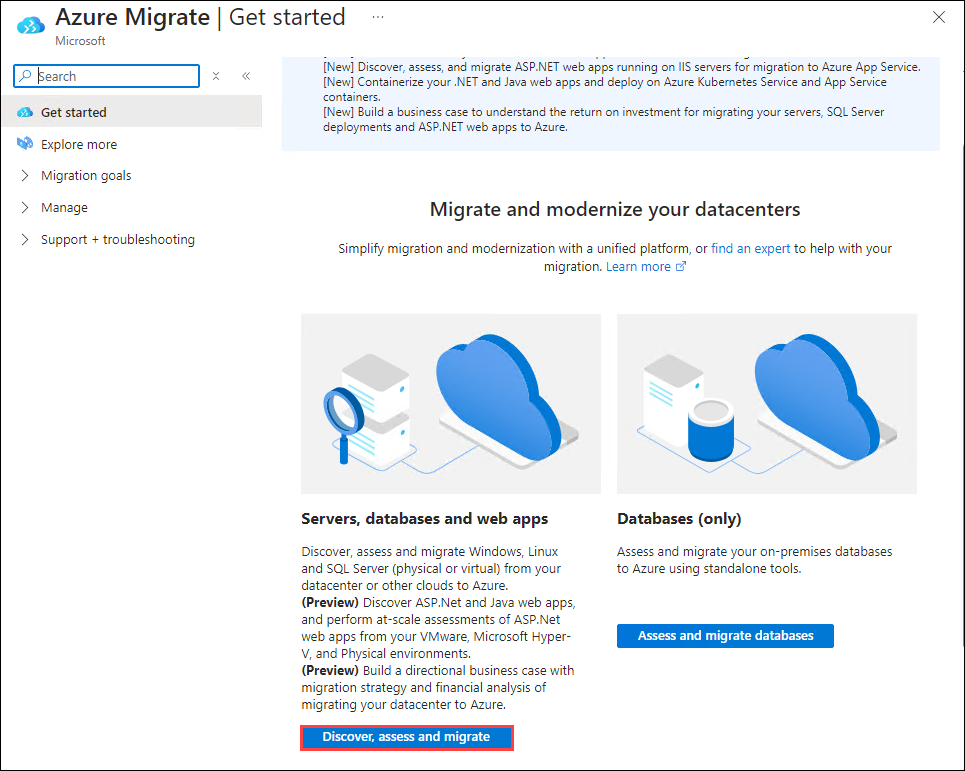 Azure Migrate | Get started ...
Microsoft
Search
Get started
Explore more
Migration goals
Manage
Support + troubleshooting
[New] Discover, assess, and migrate ASP.NET web apps running on IIS servers for migration to Azure App Service.
[New] Containerize your .NET and Java web apps and deploy on Azure Kubernetes Service and App Service
containers.
[New] Build a business case to understand the return on investment for migrating your servers, SQL Server
deployments and ASP.NET web apps to Azure.
Migrate and modernize your datacenters
Simplify migration and modernization with a unified platform, or find an expert to help with your
migration. Learn more
Servers, databases and web apps
Discover, assess and migrate Windows, Linux
and SQL Server (physical or virtual) from your
datacenter or other clouds to Azure.
(Preview) Discover ASP.Net and Java web apps,
and perform at-scale assessments of ASP.Net
web apps from your VMware, Microsoft Hyper-
V, and Physical environments.
(Preview) Build a directional business case with
migration strategy and financial analysis of
migrating your datacenter to Azure.
Discover, assess and migrate
Databases (only)
Assess and migrate your on-premises databases
to Azure using standalone tools.
Assess and migrate databases